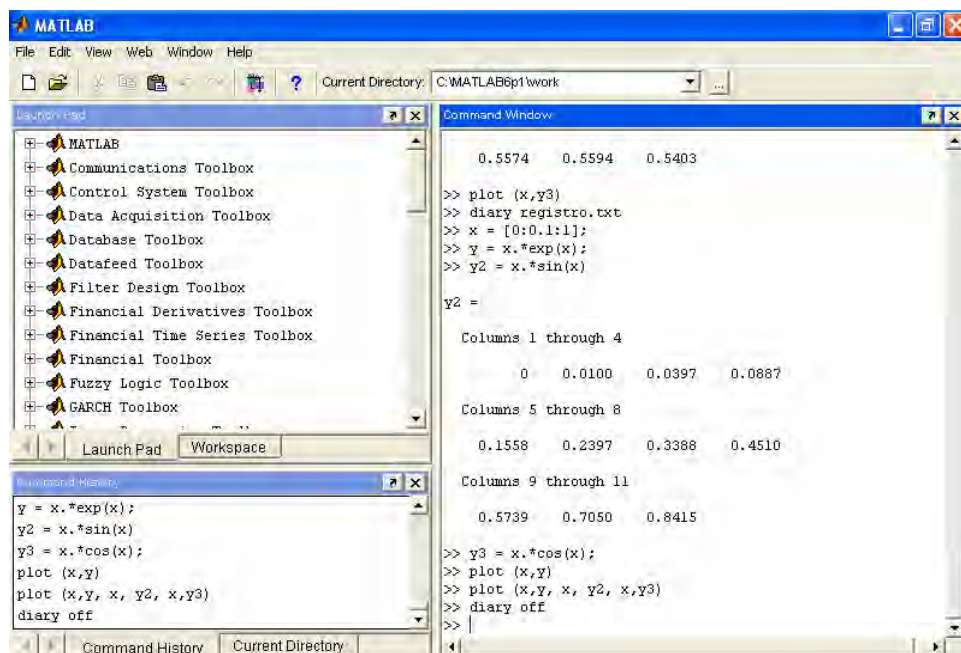 MATLAB
File Edit View Web Window Help
? Current Directory: C:\MATLAB6p1\work ...
Launch Pad
MATLAB
Communications Toolbox
Control System Toolbox
Data Acquisition Toolbox
Database Toolbox
Datafeed Toolbox
Filter Design Toolbox
Financial Derivatives Toolbox
Financial Time Series Toolbox
Financial Toolbox
Fuzzy Logic Toolbox
GARCH Toolbox
Launch Pad Workspace
Command History
y = x.*exp(x);
y2 = x.*sin(x)
y3 = x.*cos(x);
plot (x,y)
plot (x,y, x, y2, x,y3)
diary off
Command History Current Directory
Command Window
0.5574 0.5594 0.5403
>> plot (x,y3)
>> diary registro.txt
>> x = [0:0.1:1];
>> y = x.*exp(x);
>> y2 = x.*sin(x)
y2 =
Columns 1 through 4
0 0.0100 0.0397 0.0887
Columns 5 through 8
0.1558 0.2397 0.3388 0.4510
Columns 9 through 11
0.5739 0.7050 0.8415
>> y3 = x.*cos(x);
>> plot (x,y)
>> plot (x,y, x, y2, x,y3)
>> diary off
>>